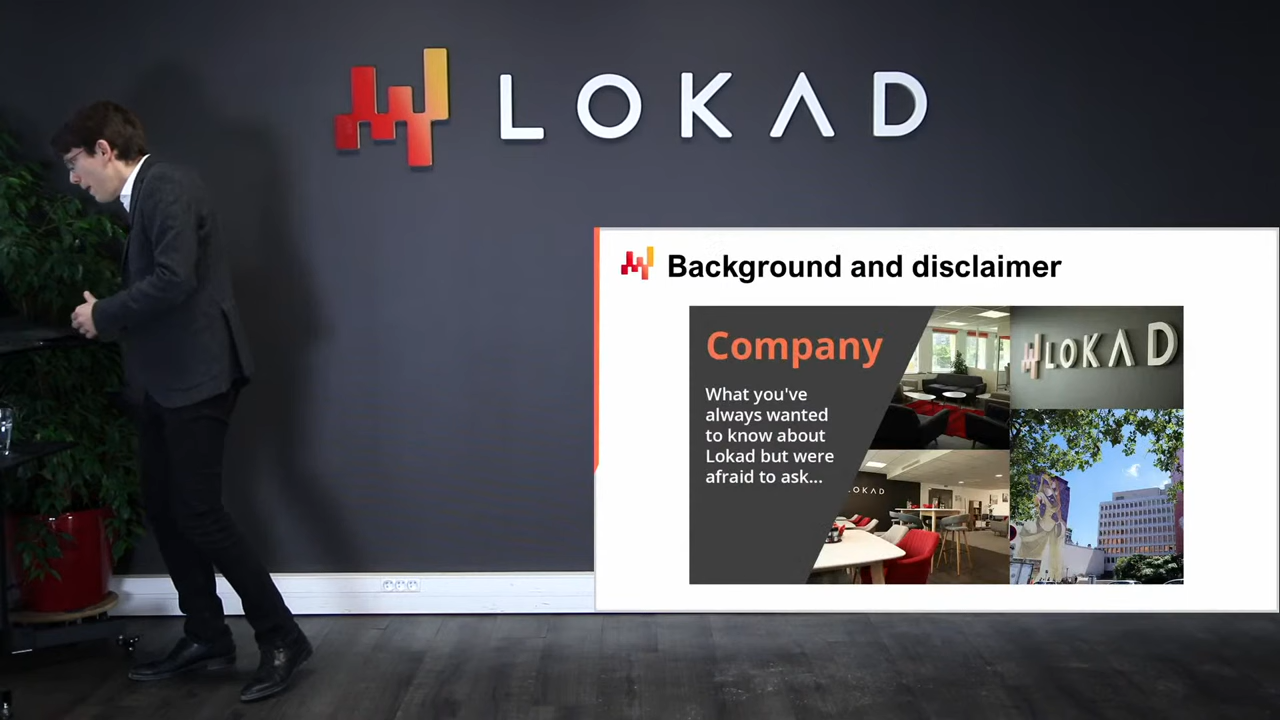 LOKAD
Background and disclaimer
Company
What you've
always wanted
to know about
Lokad but were
afraid to ask...
LOKAD
LOKAD